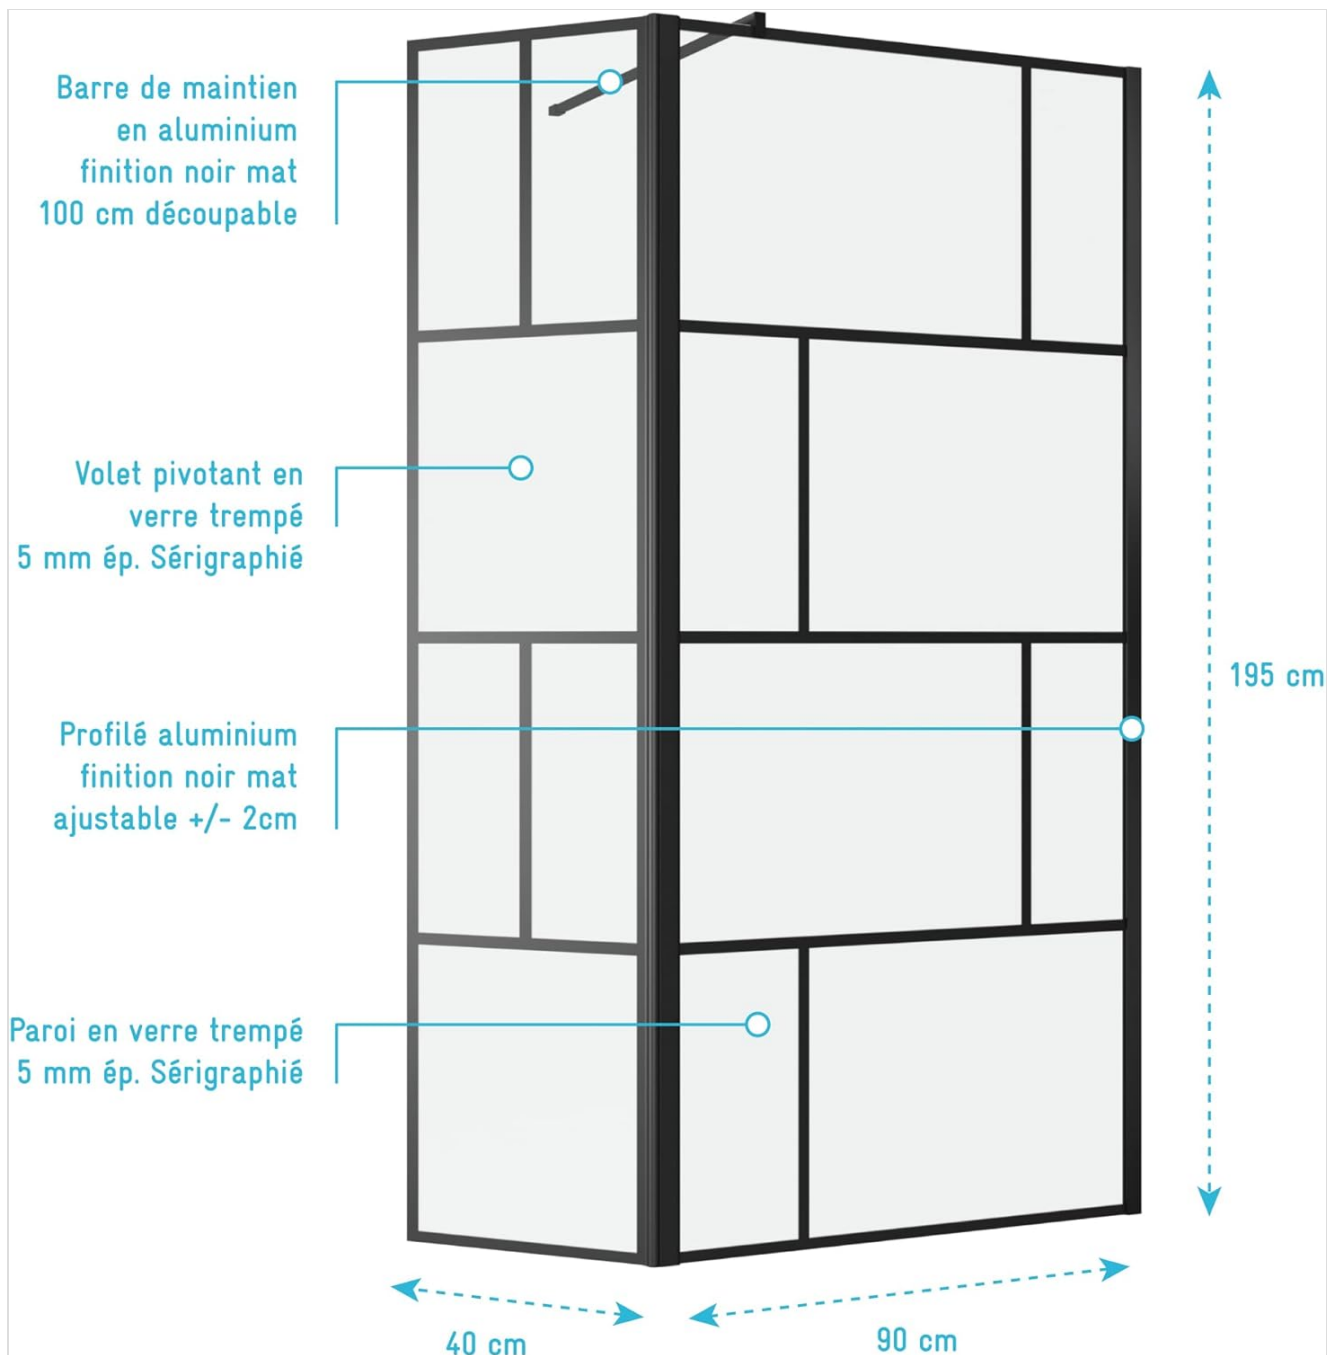 Barre de maintien
en aluminium
finition noir mat
100 cm découpable
Volet pivotant en
verre trempé
5 mm ép. Sérigraphié
195 cm
Profilé aluminium
finition noir mat
ajustable +/- 2cm
Paroi en verre trempé
5 mm ép. Sérigraphié
40 cm
90 cm